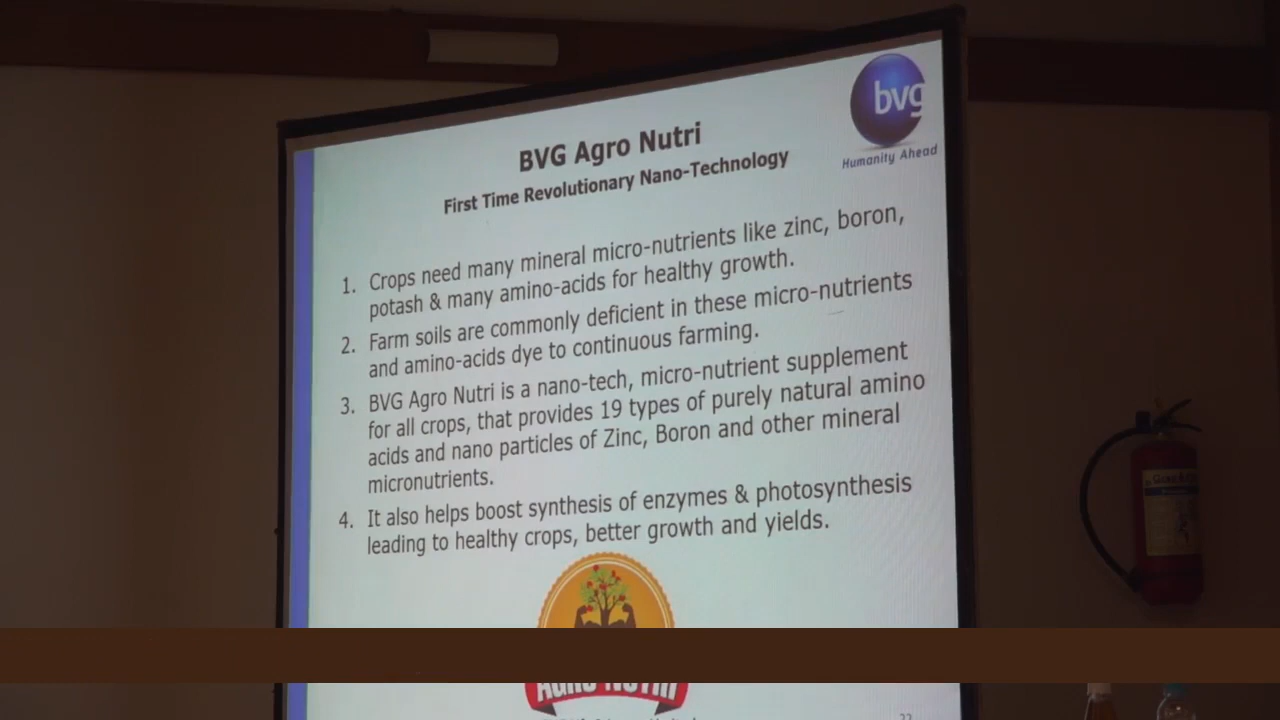 bvg
Humanity Ahead
BVG Agro Nutri
First Time Revolutionary Nano-Technology
1. Crops need many mineral micro-nutrients like zinc, boron,
potash & many amino-acids for healthy growth.
2. Farm soils are commonly deficient in these micro-nutrients
and amino-acids dye to continuous farming.
3. BVG Agro Nutri is a nano-tech, micro-nutrient supplement
for all crops, that provides 19 types of purely natural amino
acids and nano particles of Zinc, Boron and other mineral
micronutrients.
4. It also helps boost synthesis of enzymes & photosynthesis
leading to healthy crops, better growth and yields.
AGRO NUTRI